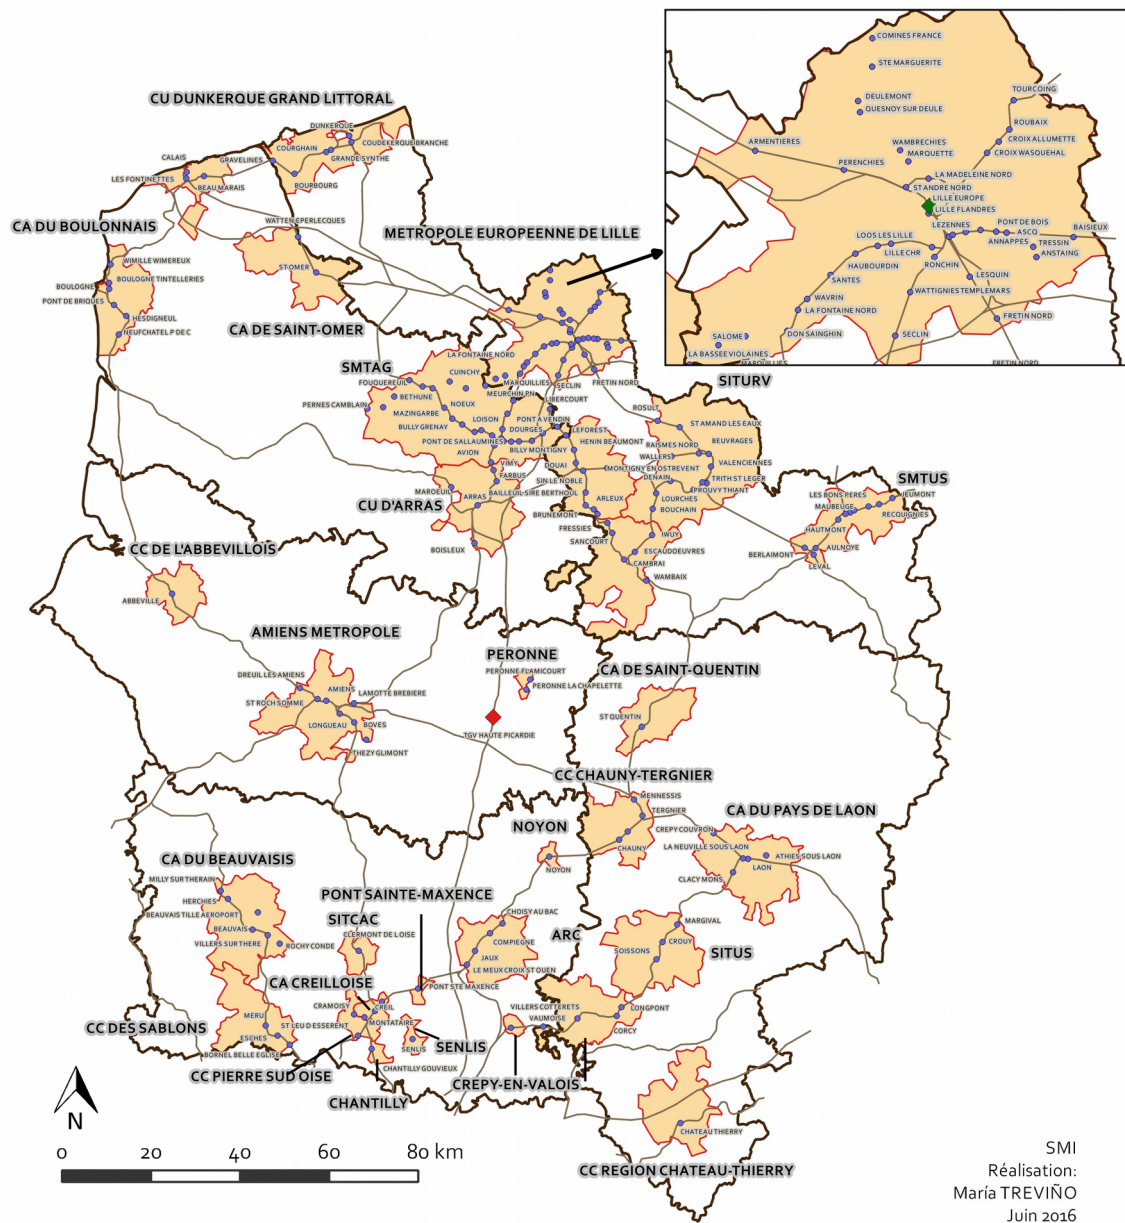 COMINES FRANCE
STE MARGUERITE
DEULEMONT
QUESNOY SUR DEULE
TOURCOING
ROUBAIX
CROIX ALLUMETTE
CROIX WASQUEHAL
ARMENTIERES
WAMBRECHIES
MARQUETTE
PERENCHIES
LA MADELEINE NORD
ST ANDRE NORD
LILLE EUROPE
LILLE FLANDRES
LEZENNES
PONT DE BOIS
ASCQ
BAISIEUX
ANNAPPES
TRESSIN
ANSTAING
LOOS LES LILLE
LILLE CHR
RONCHIN
HAUBOURDIN
SANTES
LESQUIN
WATTIGNIES TEMPLEMARS
WAVRIN
LA FONTAINE NORD
FRETIN NORD
DON SAINGHIN
SECLIN
SALOME
LA BASSEE VIOLAINES
MARQUILLIES
FRETIN NORD
CU DUNKERQUE GRAND LITTORAL
DUNKERQUE
COUDEKERQUE BRANCHE
COURGHAIN
GRANDE SYNTHE
CALAIS
GRAVELINES
LES FONTINETTES
BEAU MARAIS
BOURBOURG
CA DU BOULONNAIS
WATTEN EPERLECQUES
METROPOLE EUROPEENNE DE LILLE
WIMILLE WIMEREUX
BOULOGNE TINTELLERIES
BOULOGNE
PONT DE BRIQUES
HESDIGNEUL
NEUFCHATEL P DE C
ST OMER
CA DE SAINT-OMER
SMTAG
LA FONTAINE NORD
CUINCHY
FOUQUEREUIL
MARQUILLIES
SECLIN
FRETIN NORD
SITURV
BETHUNE
MEURCHIN PN
LIBERCOURT
PERNES CAMBLAIN
NOEUX
MAZINGARBE
ROSULT
BULLY GRENAY
LOISON
PONT A VENDIN
ST AMAND LES EAUX
DOURGES
LEFOREST
PONT DE SALLAUMINES
HENIN BEAUMONT
RAISMES NORD
BEUVRAGES
AVION
BILLY MONTIGNY
WALLERS
VIMY
DOUAI
MONTIGNY EN OSTREVENT
VALENCIENNES
FARBUS
SIN LE NOBLE
DENAIN
TRITH ST LEGER
MAROEUIL
ARRAS
BAILLEUL SIRE BERTHOUL
ARLEUX
LOURCHES
PROUVY THIANT
SMTUS
CU D'ARRAS
BRUNEMONT
BOUCHAIN
LES BONS PERES
JEUMONT
MAUBEUGE
RECQUIGNIES
HAUTMONT
FRESSIES
SANCOURT
IWUY
BOISLEUX
ESCAUDOEUVRES
BERLAIMONT
AULNOYE
LEVAL
CAMBRAI
WAMBAIX
CC DE L'ABBEVILLOIS
ABBEVILLE
AMIENS METROPOLE
PERONNE
PERONNE FLAMICOURT
PERONNE LA CHAPELETTE
CA DE SAINT-QUENTIN
DREUIL LES AMIENS
AMIENS
LAMOTTE BREBIERE
ST ROCH SOMME
LONGUEAU
BOVES
ST QUENTIN
TGV HAUTE PICARDIE
THEZY GLIMONT
CC CHAUNY-TERGNIER
MENNESSIS
TERGNIER
CA DU PAYS DE LAON
NOYON
CREPY COUVRON
CHAUNY
LA NEUVILLE SOUS LAON
ATHIES SOUS LAON
LAON
NOYON
CLACY MONS
CA DU BEAUVAISIS
MILLY SUR THERAIN
HERCHIES
BEAUVAIS TILLE AEROPORT
PONT SAINTE-MAXENCE
SITCAC
CHOISY AU BAC
BEAUVAIS
CLERMONT DE LOISE
ARC
MARGIVAL
VILLERS SUR THERE
ROCHY CONDE
COMPIEGNE
SOISSONS
CROUY
SITUS
JAUX
LE MEUX CROIX ST OUEN
CA CREILLOISE
PONT STE MAXENCE
CRAMOISY
CREIL
VILLERS COTTERETS
LONGPONT
CC DES SABLONS
MERU
ST LEU D ESSERENT
MONTATAIRE
VAUMOISE
CORCY
ESCHES
SENLIS
SENLIS
BORNEL BELLE EGLISE
CHANTILLY GOUVIEUX
CC PIERRE SUD OISE
CREPY-EN-VALOIS
CHANTILLY
CHATEAU THIERRY
CC REGION CHATEAU-THIERRY
N
0 20 40 60 80 km
SMI
Réalisation:
María TREVIÑO
Juin 2016